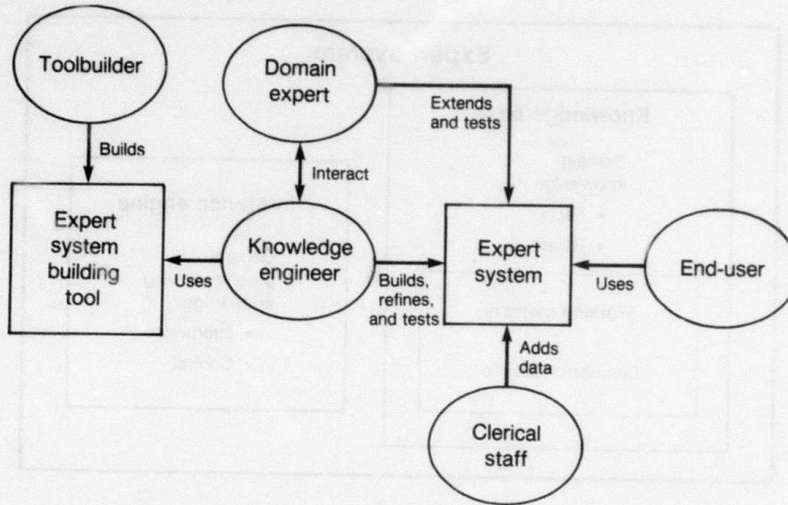 Toolbuilder
Domain
expert
Extends
and tests
Builds
Interact
Expert
system
building
tool
Uses
Knowledge
engineer
Builds,
refines,
and tests
Expert
system
Uses
End-user
Adds
data
Clerical
staff